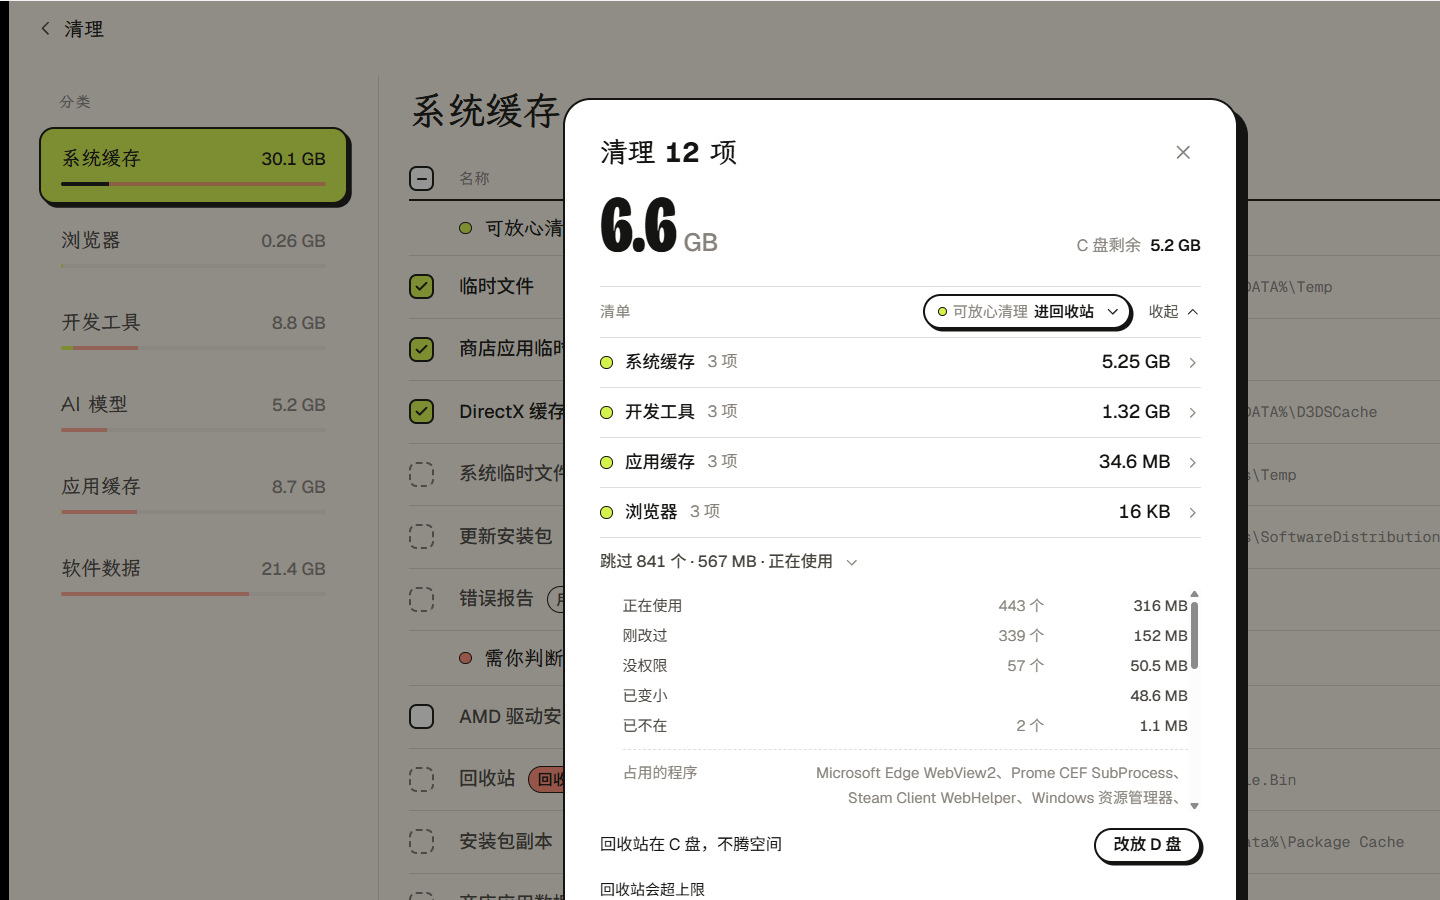 清理
分类
系统缓存 30.1 GB
浏览器 0.26 GB
开发工具 8.8 GB
AI 模型 5.2 GB
应用缓存 8.7 GB
软件数据 21.4 GB
系统缓存
名称
可放心清
临时文件 DATA%\Temp
商店应用临时
DirectX 缓存 DATA%\D3DSCache
系统临时文件 s\Temp
更新安装包 s\SoftwareDistribution
错误报告
需你判断
AMD 驱动安
回收站 回收 le.Bin
安装包副本 ata%\Package Cache
清理 12 项
6.6 GB
C 盘剩余 5.2 GB
清单 可放心清理 进回收站 收起
系统缓存 3 项 5.25 GB
开发工具 3 项 1.32 GB
应用缓存 3 项 34.6 MB
浏览器 3 项 16 KB
跳过 841 个 · 567 MB · 正在使用
正在使用 443 个 316 MB
刚改过 339 个 152 MB
没权限 57 个 50.5 MB
已变小 48.6 MB
已不在 2 个 1.1 MB
占用的程序 Microsoft Edge WebView2、Prome CEF SubProcess、
Steam Client WebHelper、Windows 资源管理器、
回收站在 C 盘，不腾空间 改放 D 盘
回收站会超上限